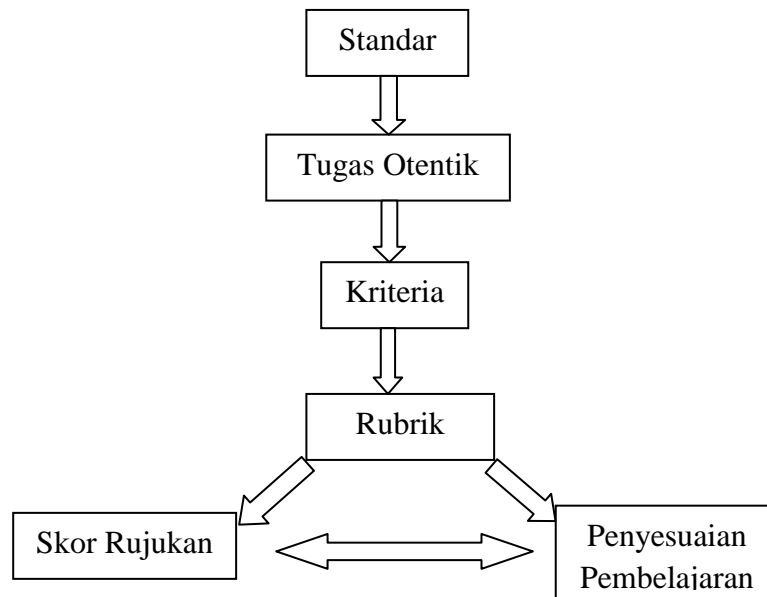 Standar
Tugas Otentik
Kriteria
Rubrik
Skor Rujukan
Penyesuaian
Pembelajaran